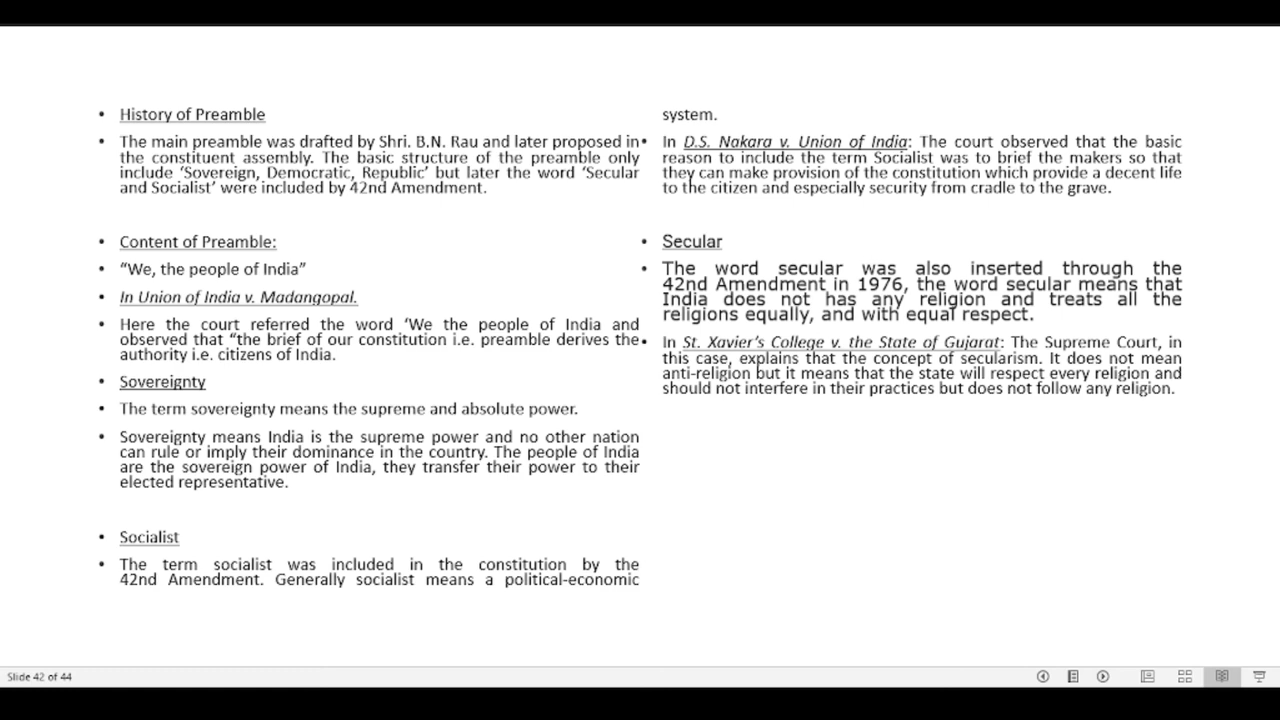 • History of Preamble
• The main preamble was drafted by Shri. B.N. Rau and later proposed in
the constituent assembly. The basic structure of the preamble only
include ‘Sovereign, Democratic, Republic’ but later the word ‘Secular
and Socialist’ were included by 42nd Amendment.
• Content of Preamble:
• “We, the people of India”
• In Union of India v. Madangopal.
• Here the court referred the word ‘We the people of India and
observed that “the brief of our constitution i.e. preamble derives the
authority i.e. citizens of India.
• Sovereignty
• The term sovereignty means the supreme and absolute power.
• Sovereignty means India is the supreme power and no other nation
can rule or imply their dominance in the country. The people of India
are the sovereign power of India, they transfer their power to their
elected representative.
• Socialist
• The term socialist was included in the constitution by the
42nd Amendment. Generally socialist means a political-economic
system.
• In D.S. Nakara v. Union of India: The court observed that the basic
reason to include the term Socialist was to brief the makers so that
they can make provision of the constitution which provide a decent life
to the citizen and especially security from cradle to the grave.
• Secular
• The word secular was also inserted through the
42nd Amendment in 1976, the word secular means that
India does not has any religion and treats all the
religions equally, and with equal respect.
• In St. Xavier’s College v. the State of Gujarat: The Supreme Court, in
this case, explains that the concept of secularism. It does not mean
anti-religion but it means that the state will respect every religion and
should not interfere in their practices but does not follow any religion.
Slide 42 of 44